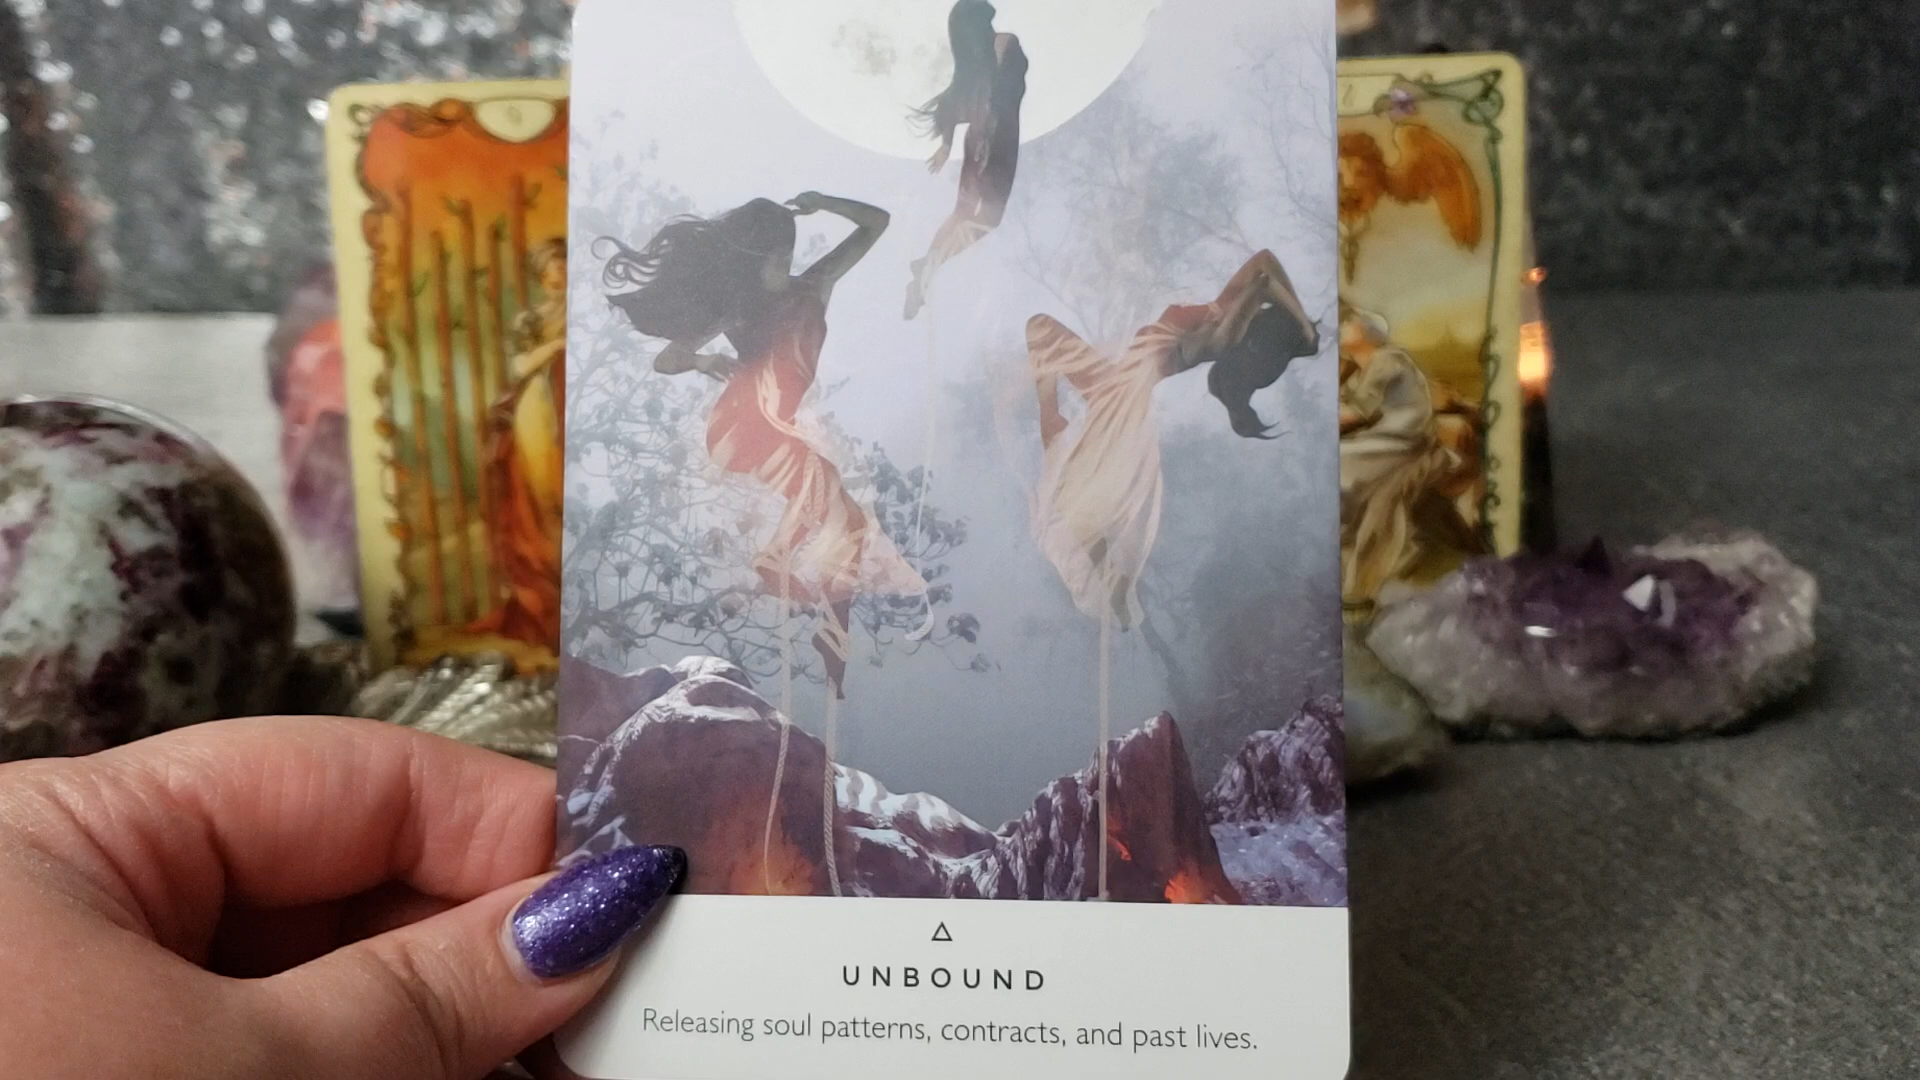 UNBOUND
Releasing soul patterns, contracts, and past lives.